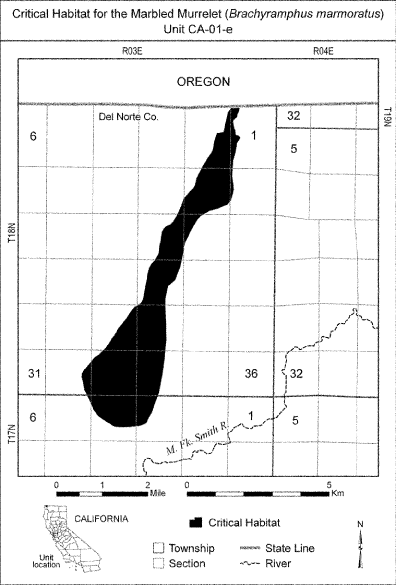 Critical Habitat for the Marbled Murrelet (Brachyramphus marmoratus)
Unit CA-01-e
R03E R04E
OREGON
Del Norte Co.
32
T19N
6 1
5
T18N
31 36 32
6 1 5
T17N
M. Fk. Smith R.
0 1 2 0 5
Mile Km
CALIFORNIA
Unit
location
Critical Habitat
Township
Section
State Line
River
N